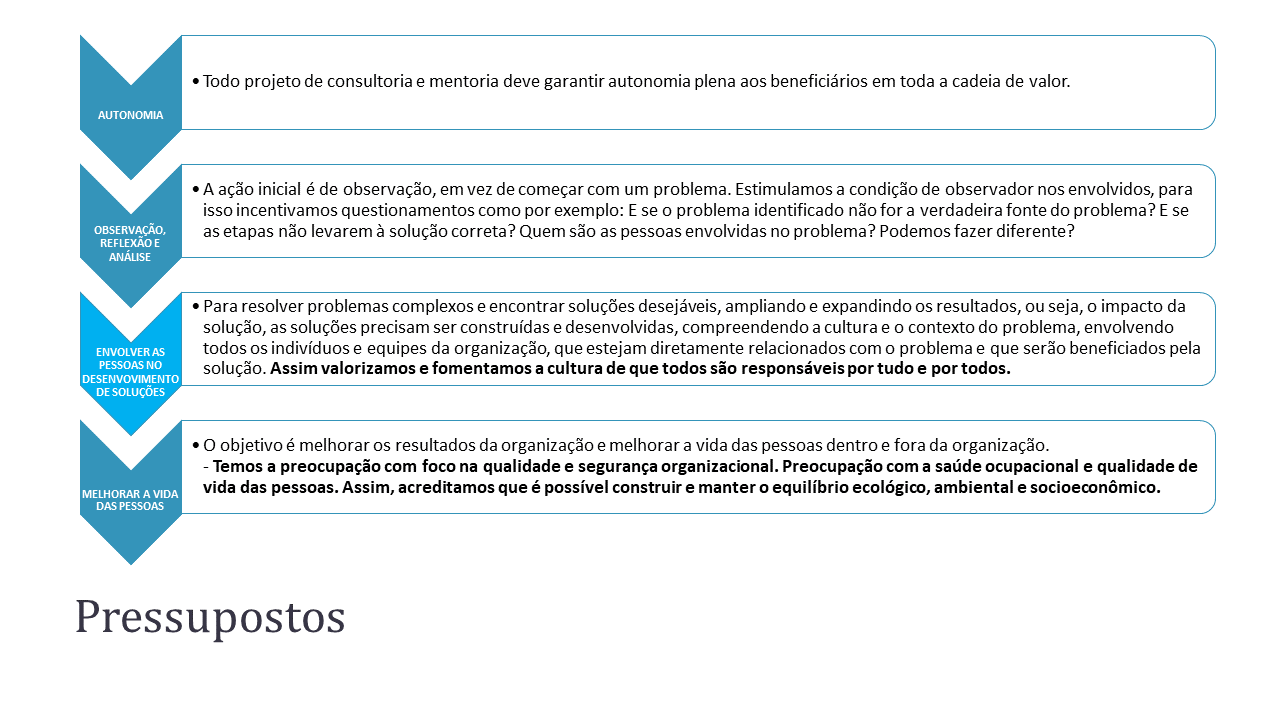 AUTONOMIA
• Todo projeto de consultoria e mentoria deve garantir autonomia plena aos beneficiários em toda a cadeia de valor.
OBSERVAÇÃO,
REFLEXÃO E
ANÁLISE
• A ação inicial é de observação, em vez de começar com um problema. Estimulamos a condição de observador nos envolvidos, para
isso incentivamos questionamentos como por exemplo: E se o problema identificado não for a verdadeira fonte do problema? E se
as etapas não levarem à solução correta? Quem são as pessoas envolvidas no problema? Podemos fazer diferente?
ENVOLVER AS
PESSOAS NO
DESENVOVIMENTO
DE SOLUÇÕES
• Para resolver problemas complexos e encontrar soluções desejáveis, ampliando e expandindo os resultados, ou seja, o impacto da
solução, as soluções precisam ser construídas e desenvolvidas, compreendendo a cultura e o contexto do problema, envolvendo
todos os indivíduos e equipes da organização, que estejam diretamente relacionados com o problema e que serão beneficiados pela
solução. Assim valorizamos e fomentamos a cultura de que todos são responsáveis por tudo e por todos.
MELHORAR A VIDA
DAS PESSOAS
• O objetivo é melhorar os resultados da organização e melhorar a vida das pessoas dentro e fora da organização.
- Temos a preocupação com foco na qualidade e segurança organizacional. Preocupação com a saúde ocupacional e qualidade de
vida das pessoas. Assim, acreditamos que é possível construir e manter o equilíbrio ecológico, ambiental e socioeconômico.
Pressupostos